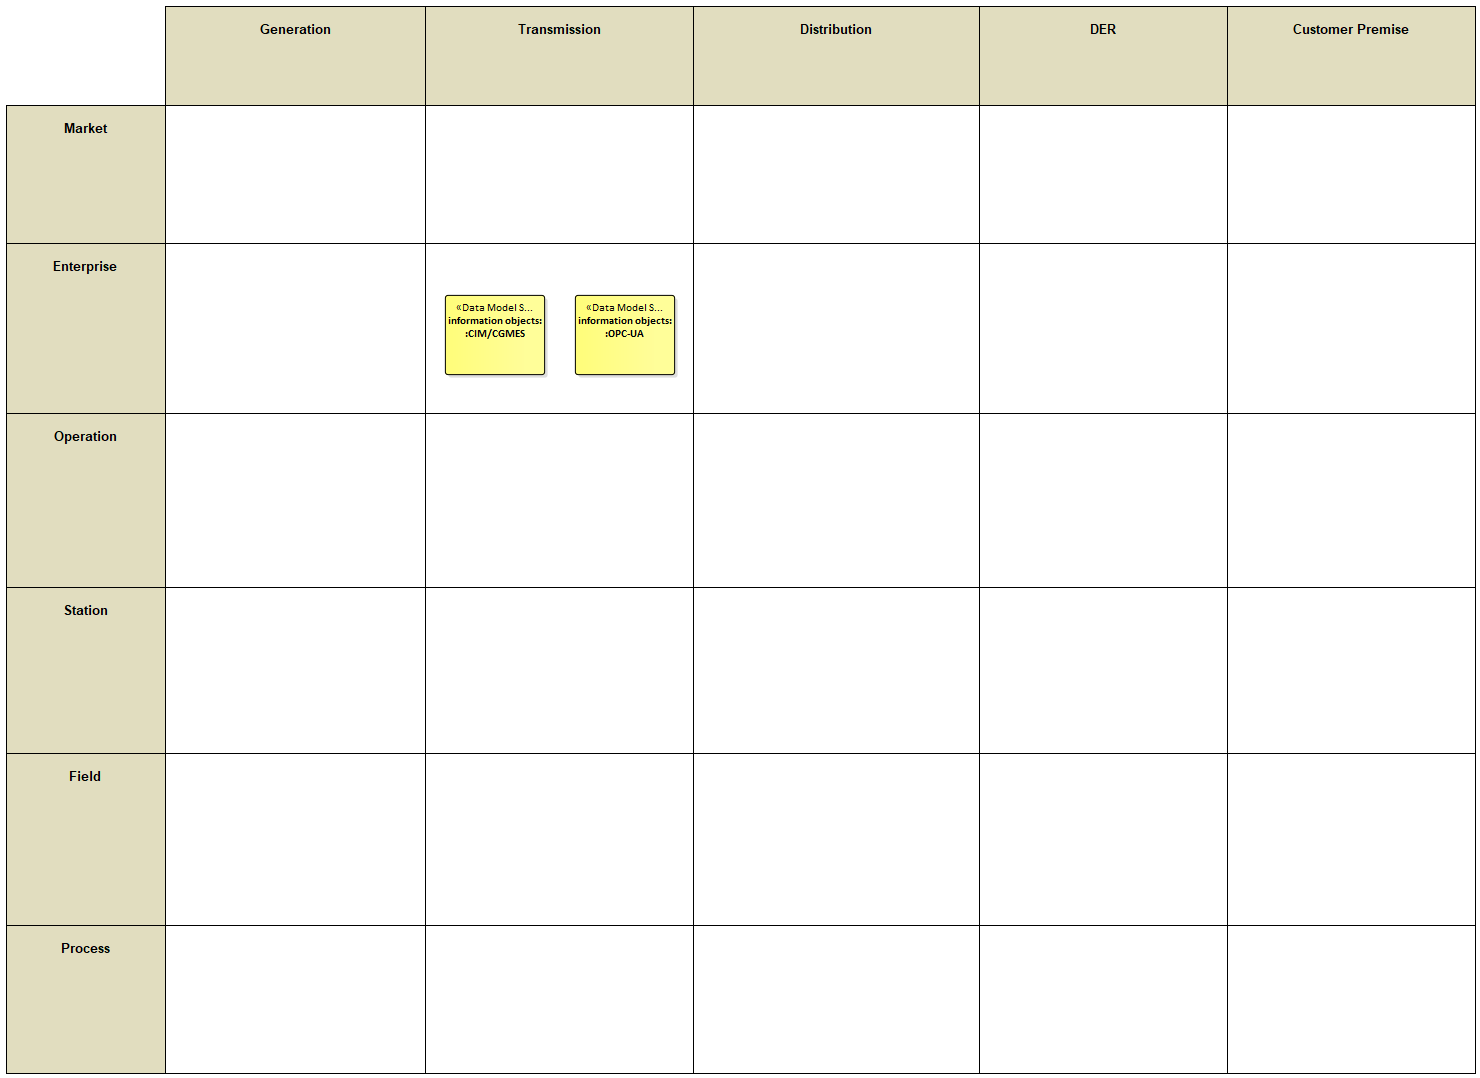 Generation
Transmission
Distribution
DER
Customer Premise
Market
Enterprise
«Data Model S...
information objects:
:CIM/CGMES
«Data Model S...
information objects:
:OPC-UA
Operation
Station
Field
Process